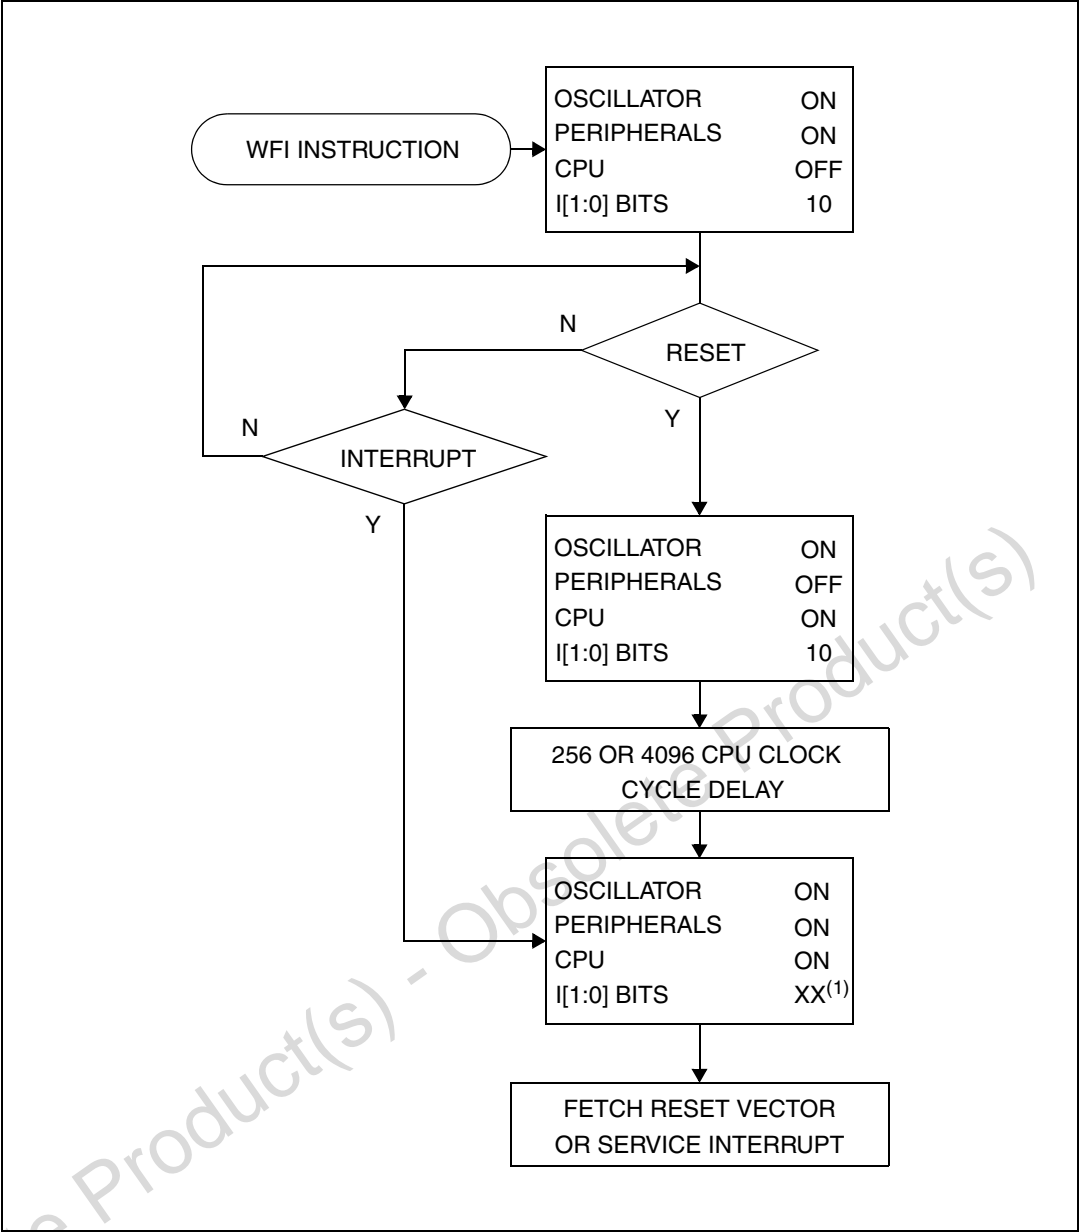 WFI INSTRUCTION
OSCILLATOR ON
PERIPHERALS ON
CPU OFF
I[1:0] BITS 10
N
RESET
Y
N
INTERRUPT
Y
OSCILLATOR ON
PERIPHERALS OFF
CPU ON
I[1:0] BITS 10
256 OR 4096 CPU CLOCK
CYCLE DELAY
OSCILLATOR ON
PERIPHERALS ON
CPU ON
I[1:0] BITS XX(1)
FETCH RESET VECTOR
OR SERVICE INTERRUPT
Product(s) - Obsolete Product(s)